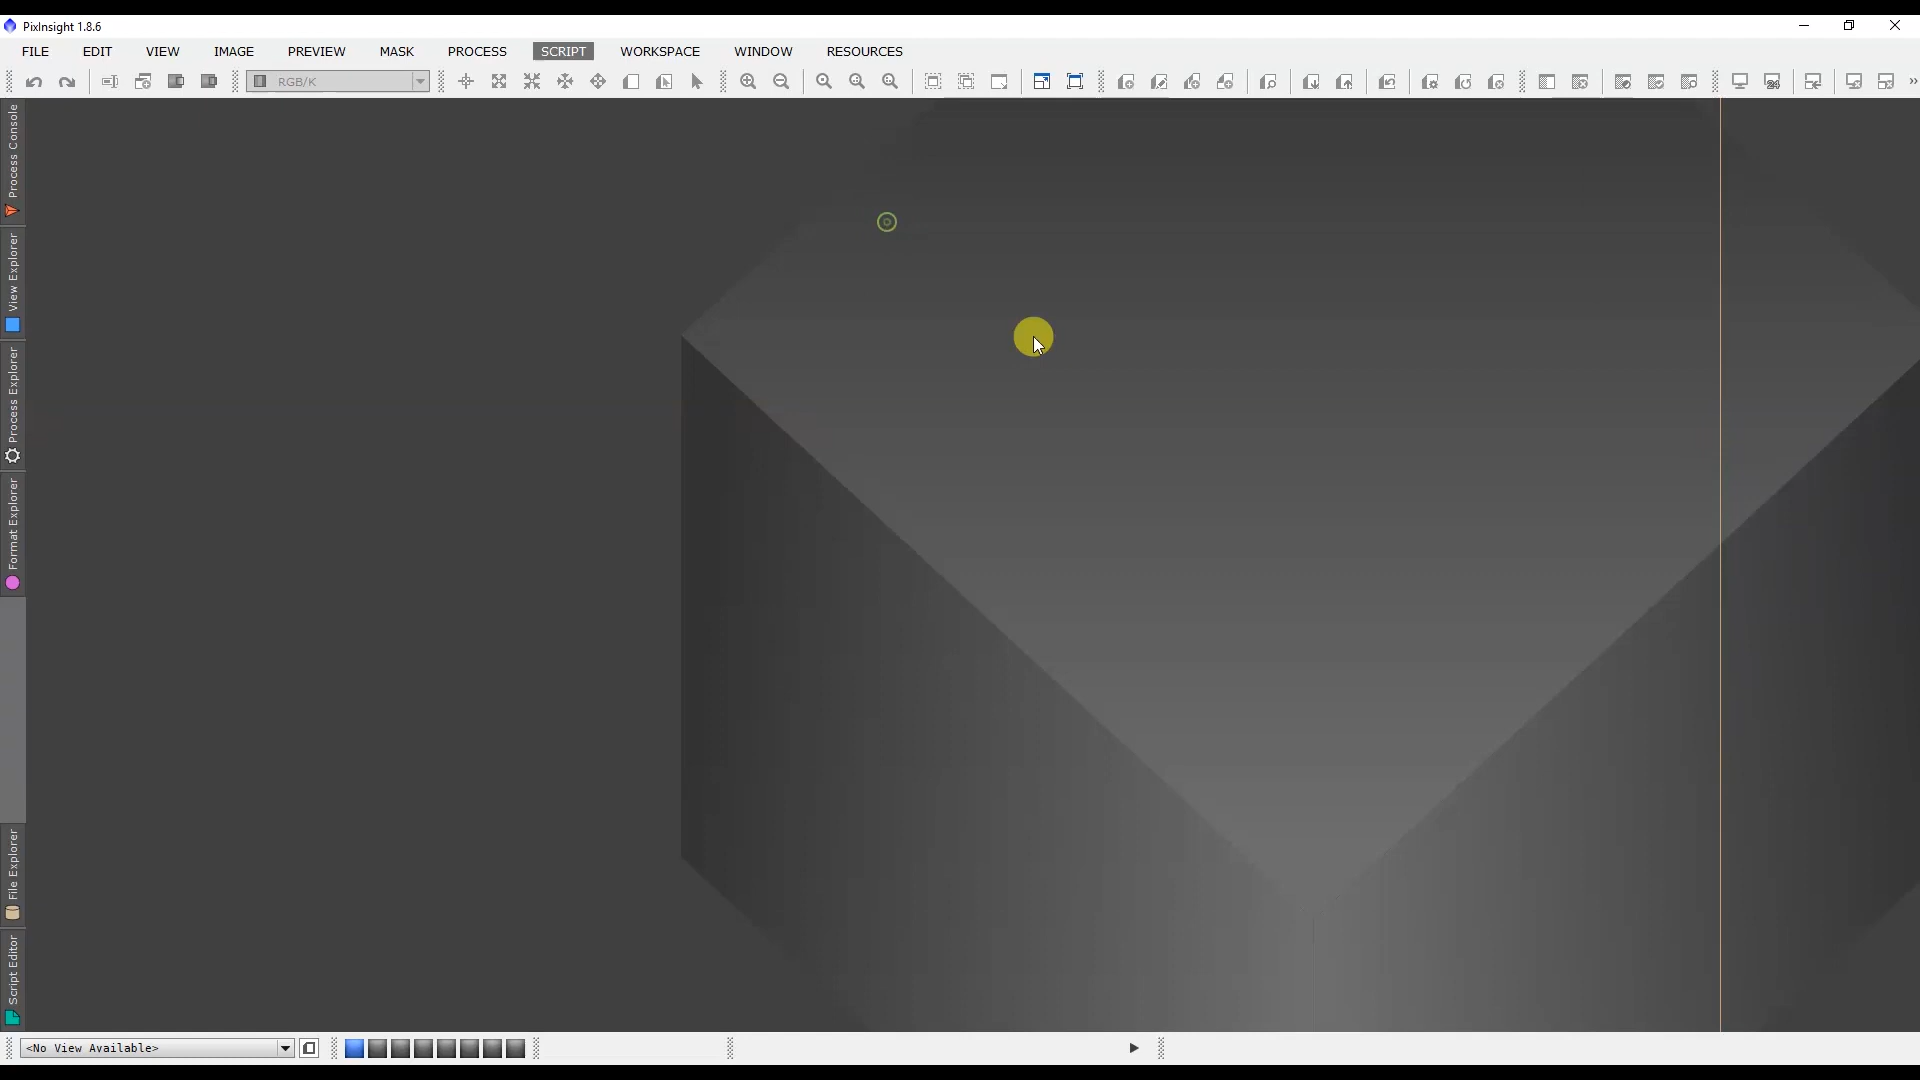 PixInsight 1.8.6
FILE EDIT VIEW IMAGE PREVIEW MASK PROCESS SCRIPT WORKSPACE WINDOW RESOURCES
RGB/K
Process Console
View Explorer
Process Explorer
Format Explorer
File Explorer
Script Editor
<No View Available>